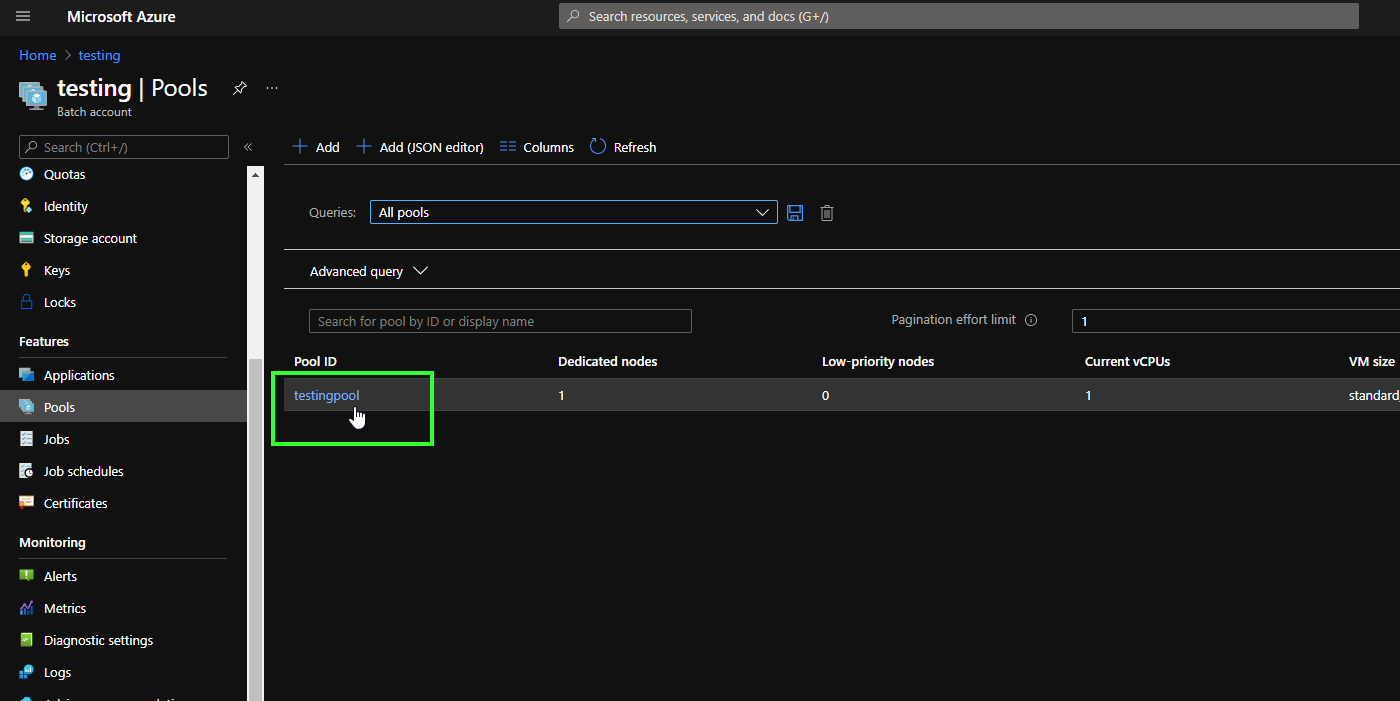 Microsoft Azure
Search resources, services, and docs (G+/)
Home > testing
testing | Pools
Batch account
Search (Ctrl+/)
Quotas
Identity
Storage account
Keys
Locks
Features
Applications
Pools
Jobs
Job schedules
Certificates
Monitoring
Alerts
Metrics
Diagnostic settings
Logs
Add Add (JSON editor) Columns Refresh
Queries: All pools
Advanced query
Search for pool by ID or display name Pagination effort limit 1
Pool ID Dedicated nodes Low-priority nodes Current vCPUs VM size
testingpool 1 0 1 standard